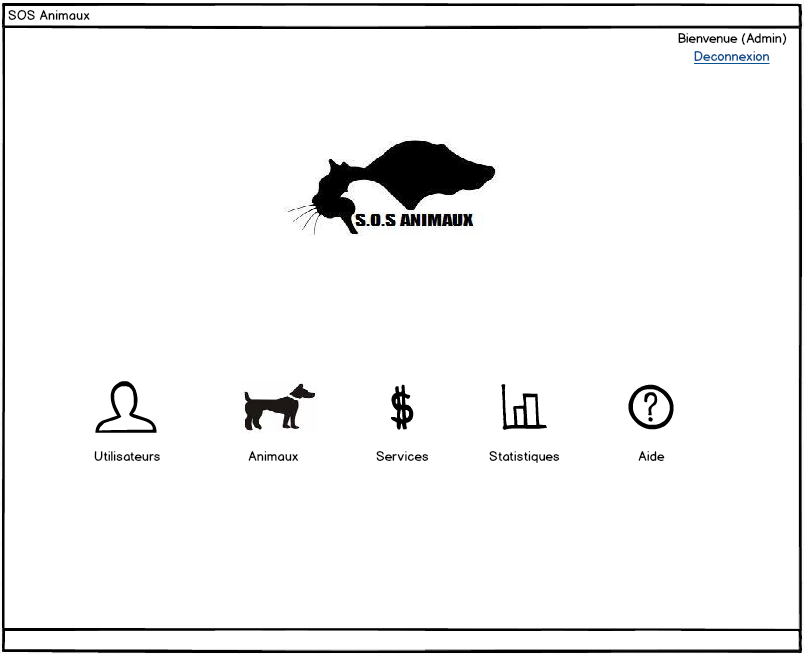 SOS Animaux
Bienvenue (Admin)
Deconnexion
S.O.S ANIMAUX
Utilisateurs
Animaux
Services
Statistiques
Aide